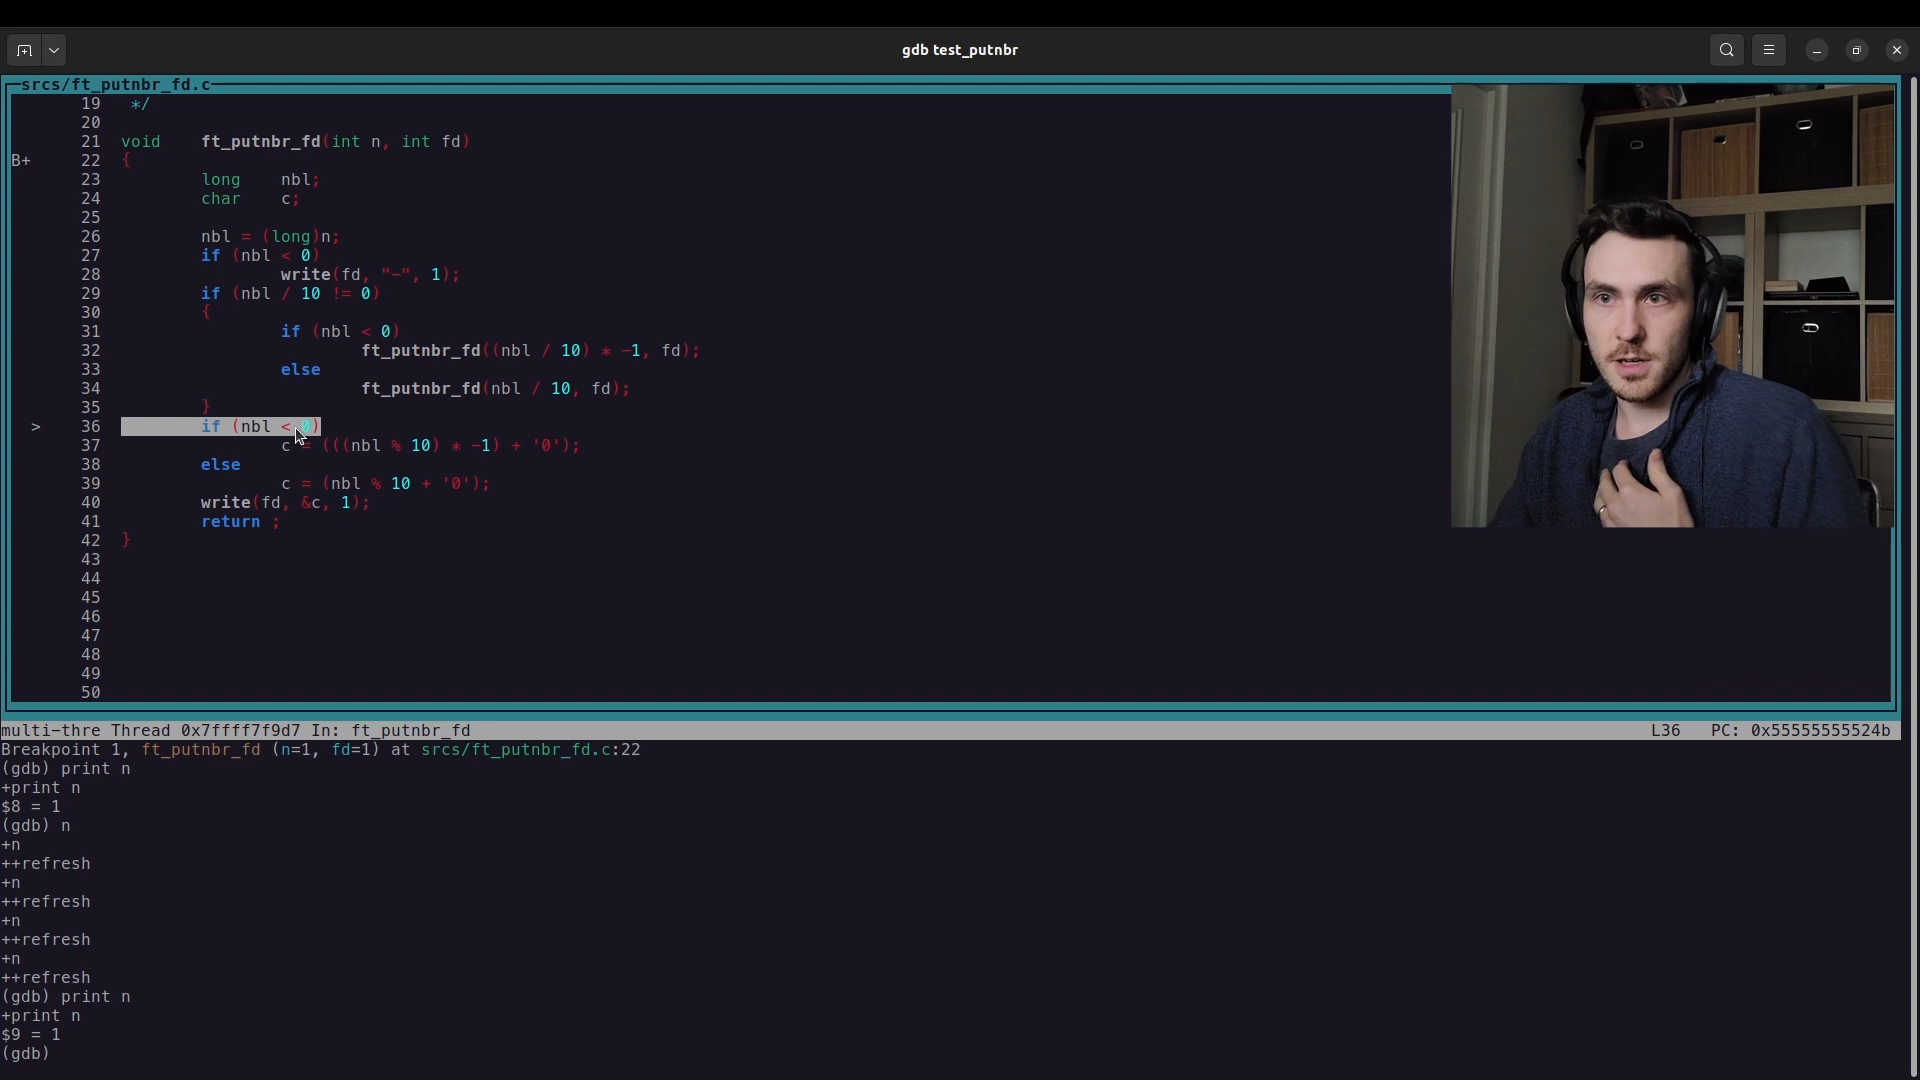 gdb test_putnbr
srcs/ft_putnbr_fd.c
19 */
20
21 void ft_putnbr_fd(int n, int fd)
B+ 22 {
23 long nbl;
24 char c;
25
26 nbl = (long)n;
27 if (nbl < 0)
28 write(fd, "-", 1);
29 if (nbl / 10 != 0)
30 {
31 if (nbl < 0)
32 ft_putnbr_fd((nbl / 10) * -1, fd);
33 else
34 ft_putnbr_fd(nbl / 10, fd);
35 }
> 36 if (nbl < 0)
37 c = (((nbl % 10) * -1) + '0');
38 else
39 c = (nbl % 10 + '0');
40 write(fd, &c, 1);
41 return ;
42 }
43
44
45
46
47
48
49
50
multi-thre Thread 0x7ffff7f9d7 In: ft_putnbr_fd L36 PC: 0x55555555524b
Breakpoint 1, ft_putnbr_fd (n=1, fd=1) at srcs/ft_putnbr_fd.c:22
(gdb) print n
+print n
$8 = 1
(gdb) n
+n
++refresh
+n
++refresh
+n
++refresh
+n
++refresh
(gdb) print n
+print n
$9 = 1
(gdb)